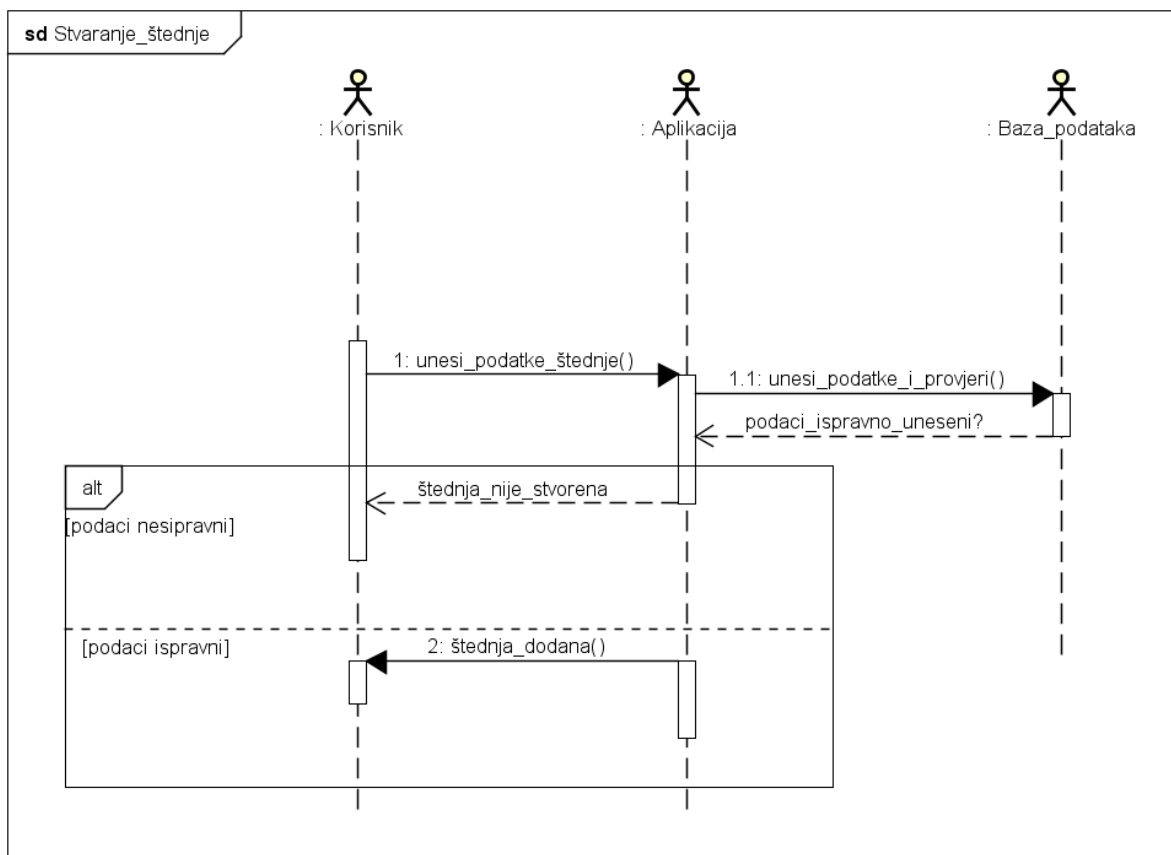 sd Stvaranje_štednje
: Korisnik
: Aplikacija
: Baza_podataka
1: unesi_podatke_štednje()
1.1: unesi_podatke_i_provjeri()
podaci_ispravno_uneseni?
alt
štednja_nije_stvorena
[podaci nesipravni]
[podaci ispravni]
2: štednja_dodana()